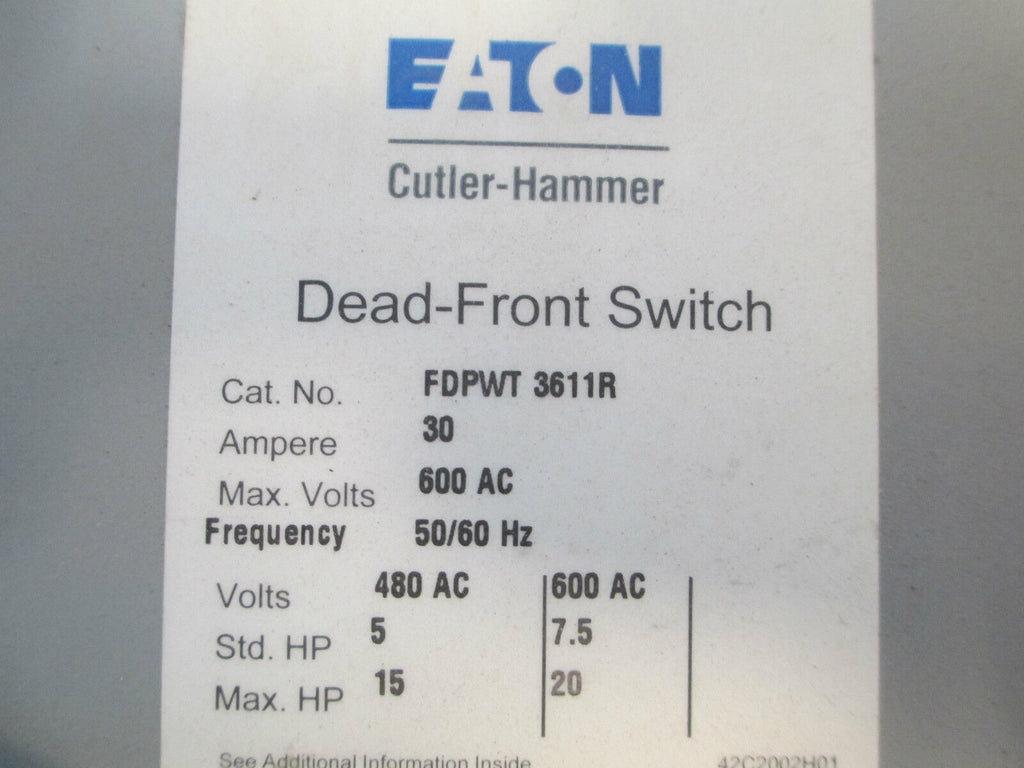 EATON
Cutler-Hammer
Dead-Front Switch
Cat. No. FDPWT 3611R
Ampere 30
Max. Volts 600 AC
Frequency 50/60 Hz
Volts 480 AC 600 AC
Std. HP 5 7.5
Max. HP 15 20
See Additional Information Inside 42C2002H01